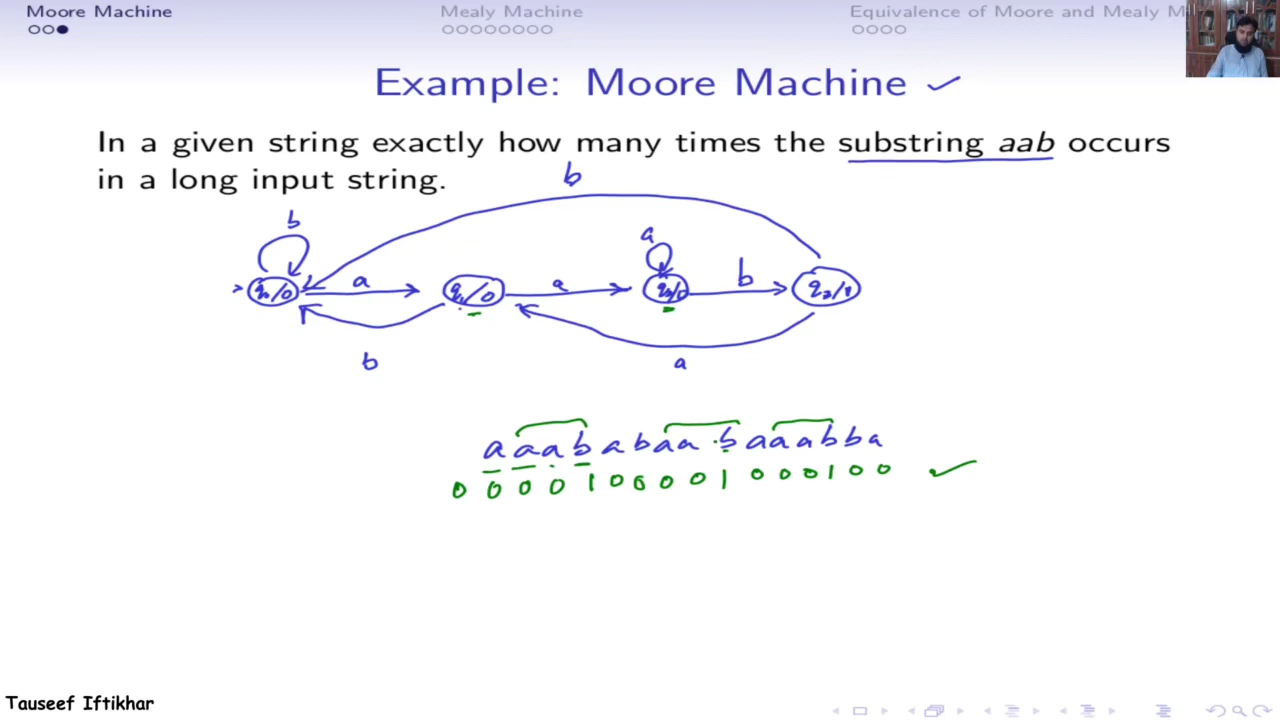 Moore Machine Mealy Machine Equivalence of Moore and Mealy M
Example: Moore Machine
In a given string exactly how many times the substring aab occurs
in a long input string.
b
b a
a a b
q1/0
b a
a a a b a b a a b a a a b b a
0 0 0 0 1 0 0 0 0 1 0 0 0 1 0 0
Tauseef Iftikhar